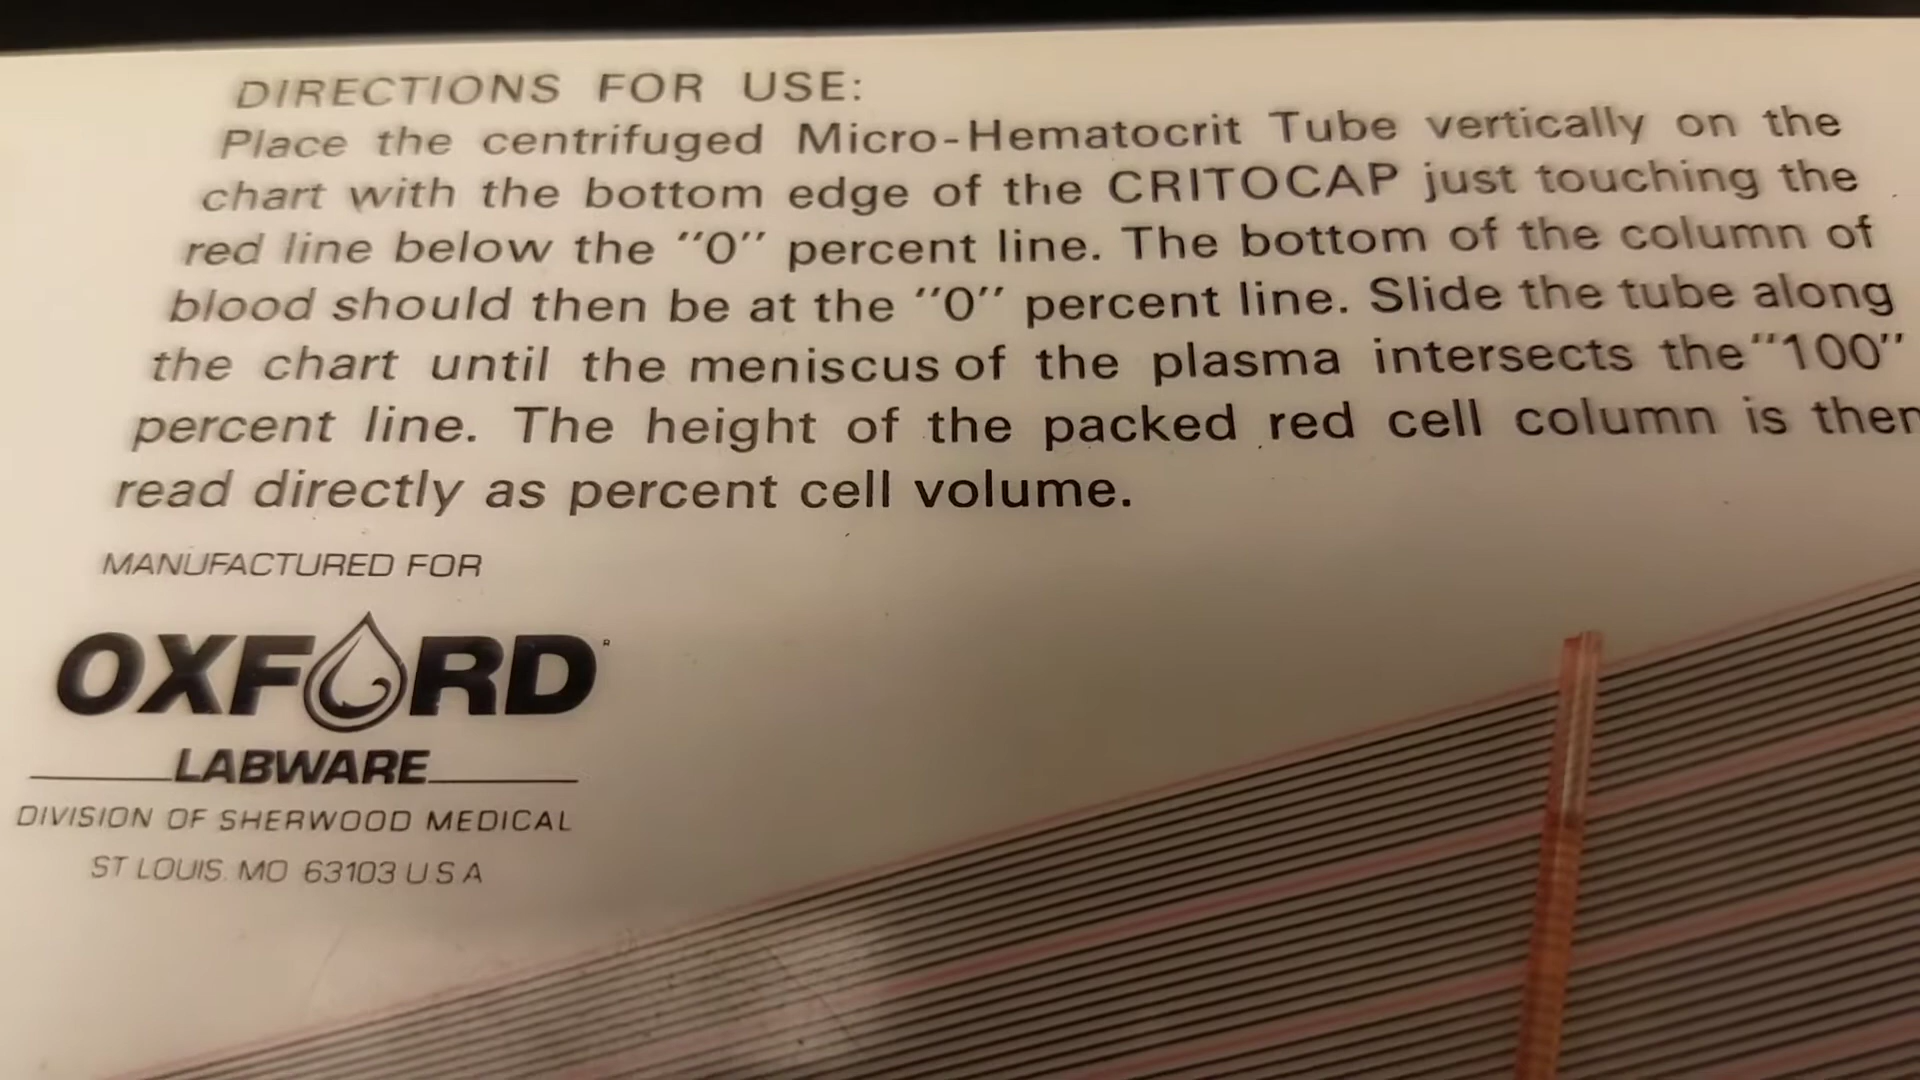 DIRECTIONS FOR USE:
Place the centrifuged Micro-Hematocrit Tube vertically on the
chart with the bottom edge of the CRITOCAP just touching the
red line below the "0" percent line. The bottom of the column of
blood should then be at the "0" percent line. Slide the tube along
the chart until the meniscus of the plasma intersects the "100"
percent line. The height of the packed red cell column is then
read directly as percent cell volume.
MANUFACTURED FOR
OXFORD®
LABWARE
DIVISION OF SHERWOOD MEDICAL
ST LOUIS. MO 63103 U.S.A